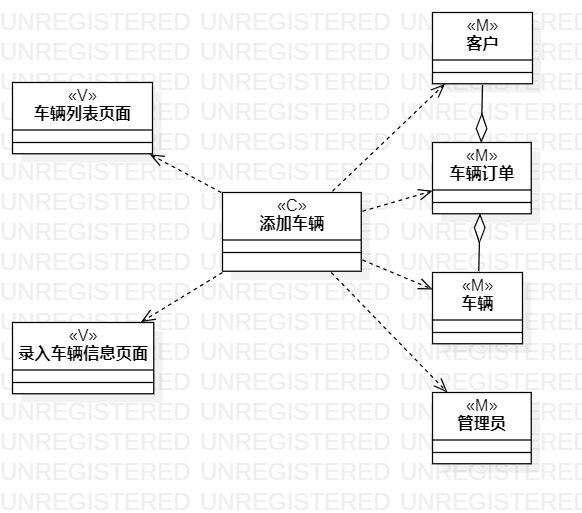 «M»
客户
«V»
车辆列表页面
«M»
车辆订单
«C»
添加车辆
«M»
车辆
«V»
录入车辆信息页面
«M»
管理员
UNREGISTERED UNREGISTERED UNREGISTERED